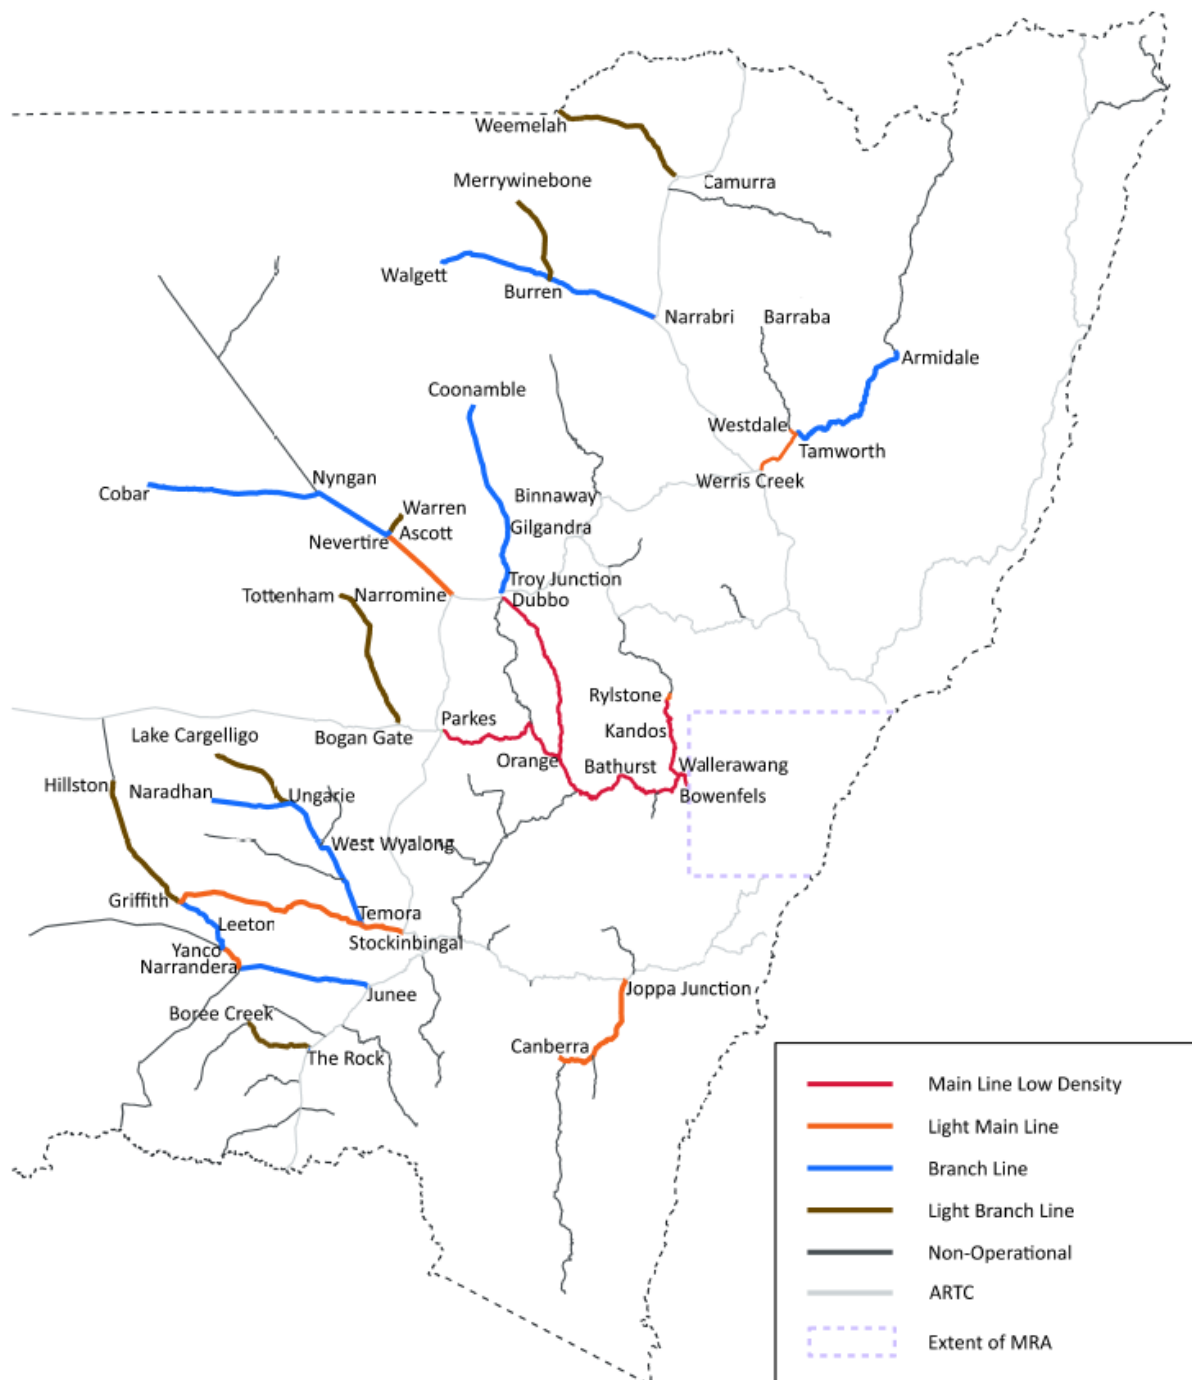 Weemelah
Merrywinebone
Camurra
Walgett
Burren
Narrabri
Barraba
Armidale
Coonamble
Westdale
Tamworth
Werris Creek
Nyngan
Cobar
Binnaway
Warren
Gilgandra
Ascott
Nevertire
Troy Junction
Tottenham
Narromine
Dubbo
Rylstone
Parkes
Kandos
Lake Cargelligo
Bogan Gate
Orange
Bathurst
Wallerawang
Hillston
Naradhan
Ungarie
Bowenfels
West Wyalong
Griffith
Temora
Leeton
Stockinbingal
Yanco
Narrandera
Junee
Joppa Junction
Boree Creek
Canberra
The Rock
Main Line Low Density
Light Main Line
Branch Line
Light Branch Line
Non-Operational
ARTC
Extent of MRA